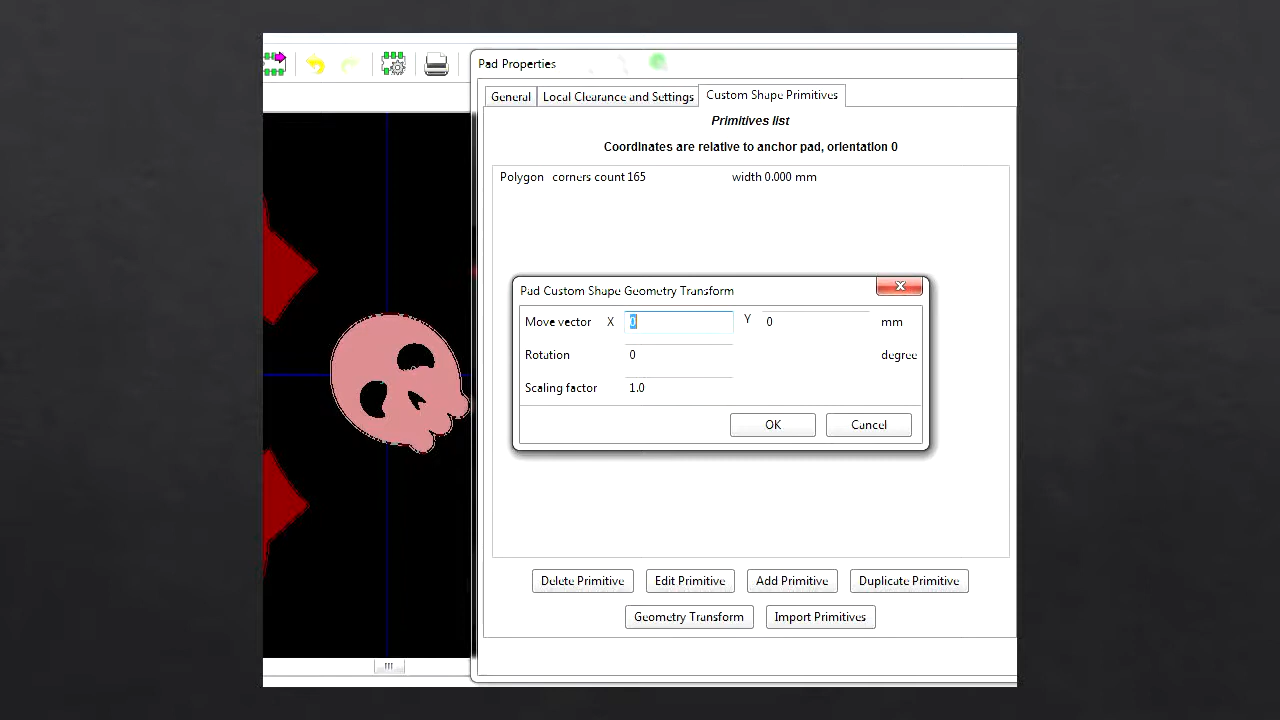 Pad Properties
General Local Clearance and Settings Custom Shape Primitives
Primitives list
Coordinates are relative to anchor pad, orientation 0
Polygon corners count 165 width 0.000 mm
Pad Custom Shape Geometry Transform
Move vector X 0 Y 0 mm
Rotation 0 degree
Scaling factor 1.0
OK Cancel
Delete Primitive Edit Primitive Add Primitive Duplicate Primitive
Geometry Transform Import Primitives